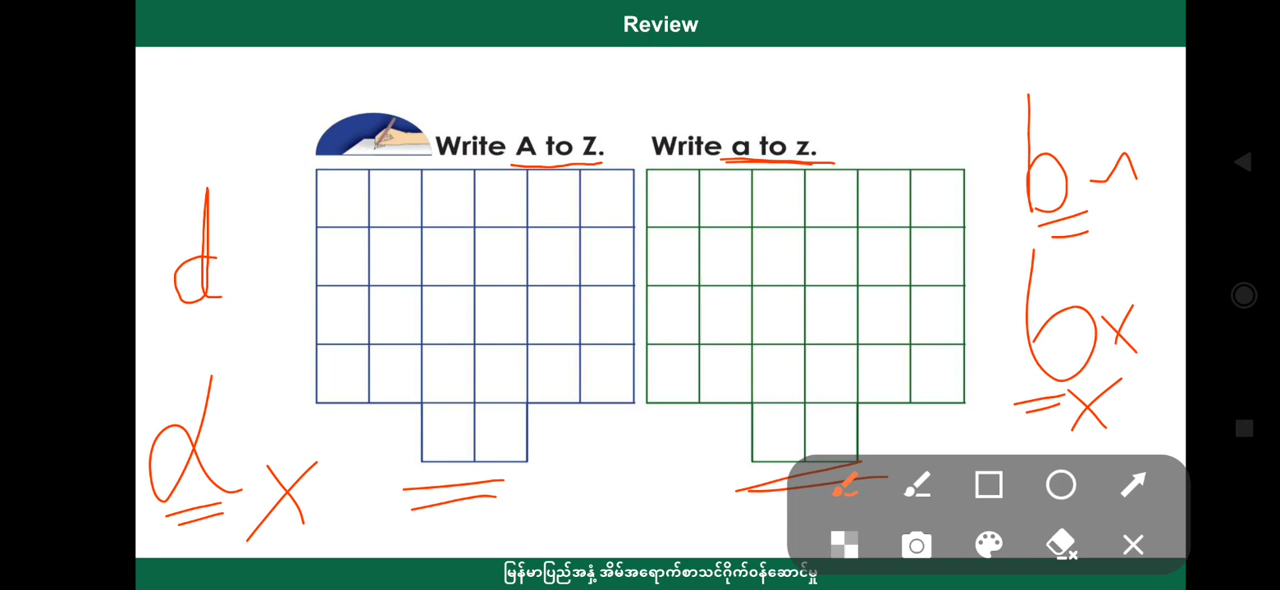 Review
Write A to Z.
Write a to z.
b
d
6 x
x
d
x
မြန်မာပြည်အနှံ့ အိမ်အရောက်စာသင်ဂိုက်ဝန်ဆောင်မှု